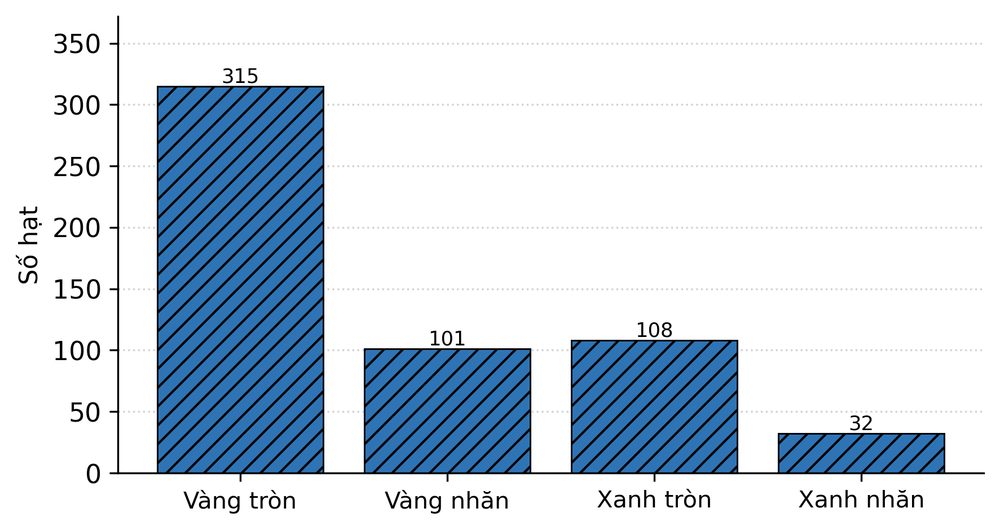 Số hạt
350
300
250
200
150
100
50
0
315
101
108
32
Vàng tròn
Vàng nhăn
Xanh tròn
Xanh nhăn